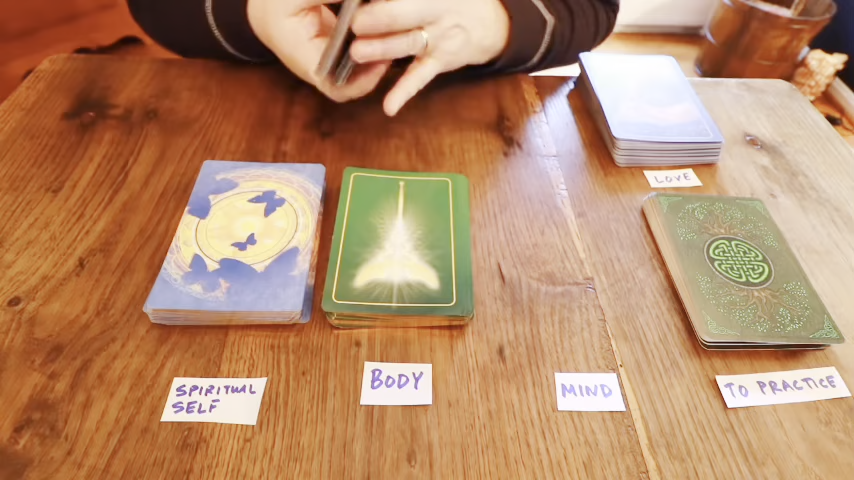 LOVE
SPIRITUAL
SELF
BODY
MIND
TO PRACTICE